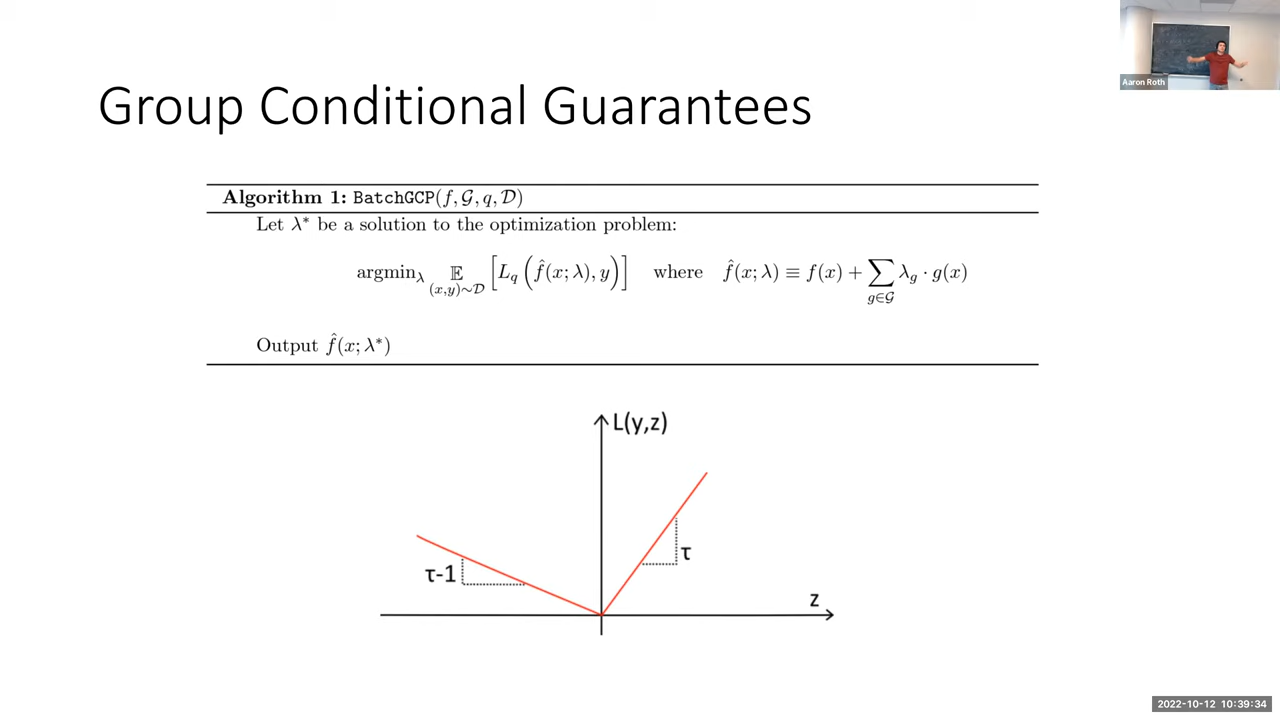 Aaron Roth
Group Conditional Guarantees
Algorithm 1: BatchGCP(f, 𝒢, q, 𝒟)
Let λ* be a solution to the optimization problem:
argmin_λ 𝔼_{(x,y)∼𝒟} [L_q (f̂(x; λ), y)] where f̂(x; λ) ≡ f(x) + ∑_{g∈𝒢} λ_g · g(x)
Output f̂(x; λ*)
L(y,z)
τ
τ-1
z
2022-10-12 10:39:34